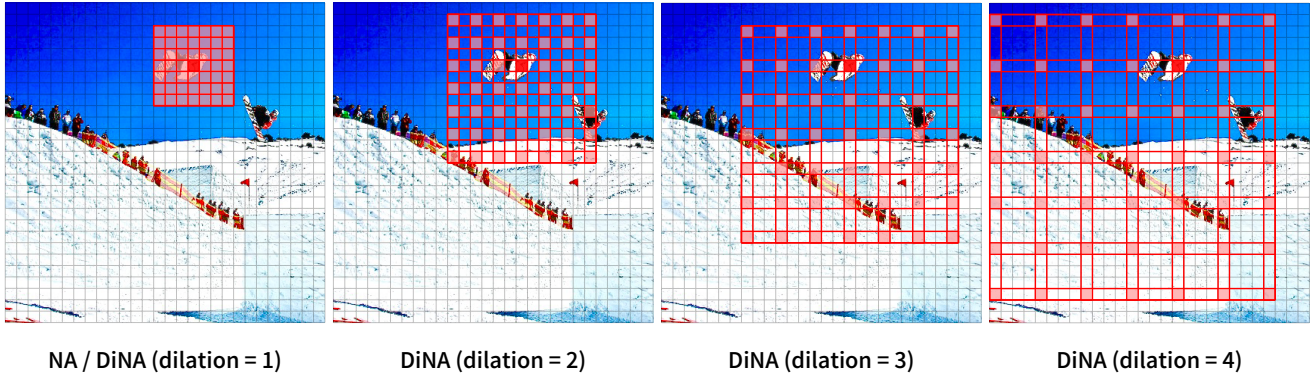 NA / DiNA (dilation = 1)
DiNA (dilation = 2)
DiNA (dilation = 3)
DiNA (dilation = 4)